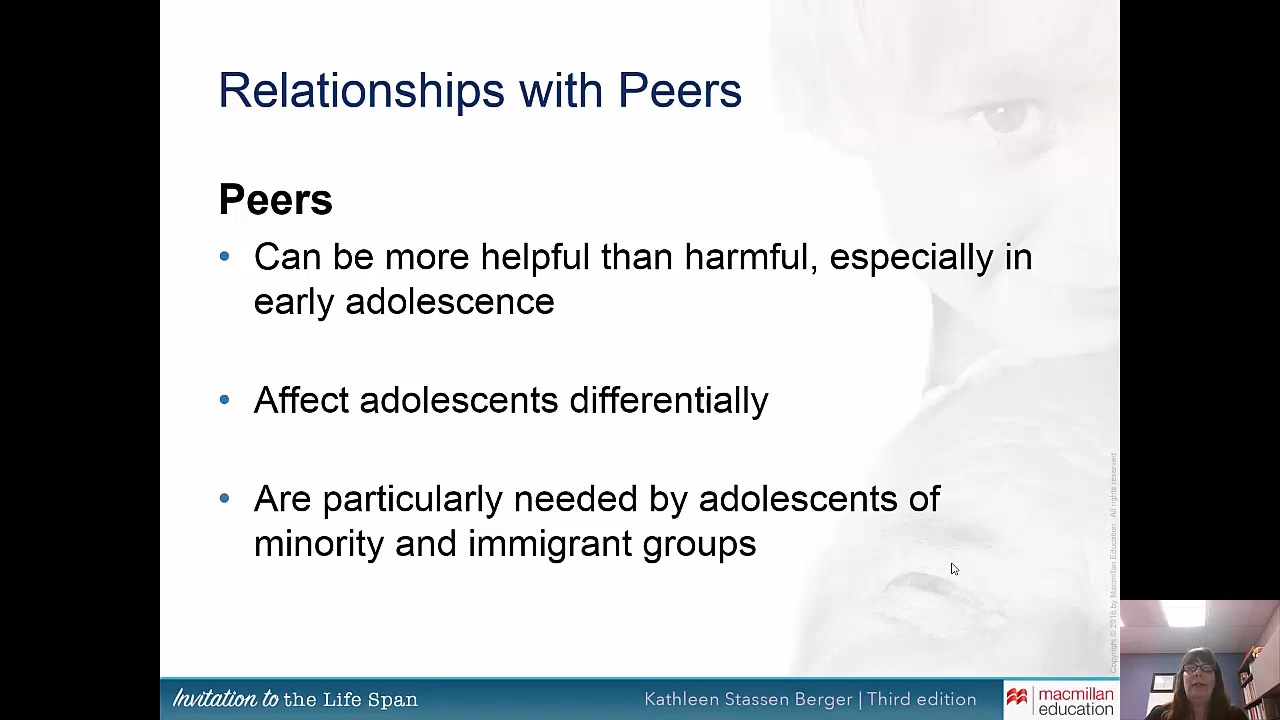 Relationships with Peers
Peers
• Can be more helpful than harmful, especially in
early adolescence
• Affect adolescents differentially
• Are particularly needed by adolescents of
minority and immigrant groups
Copyright © 2016 by Macmillan Education. All rights reserved
Invitation to the Life Span
Kathleen Stassen Berger | Third edition
macmillan
education